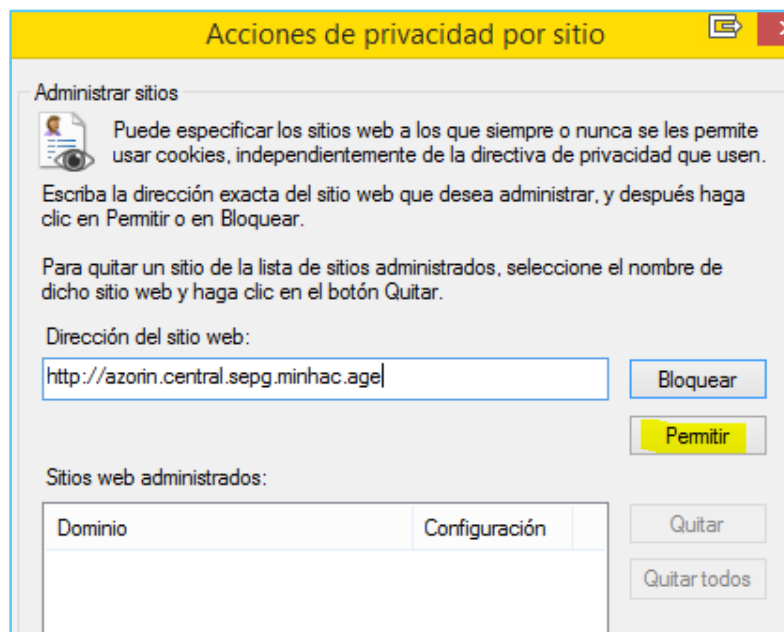 Acciones de privacidad por sitio
Administrar sitios
Puede especificar los sitios web a los que siempre o nunca se les permite
usar cookies, independientemente de la directiva de privacidad que usen.
Escriba la dirección exacta del sitio web que desea administrar, y después haga
clic en Permitir o en Bloquear.
Para quitar un sitio de la lista de sitios administrados, seleccione el nombre de
dicho sitio web y haga clic en el botón Quitar.
Dirección del sitio web:
http://azorin.central.sepg.minhac.age
Bloquear
Permitir
Sitios web administrados:
Dominio
Configuración
Quitar
Quitar todos